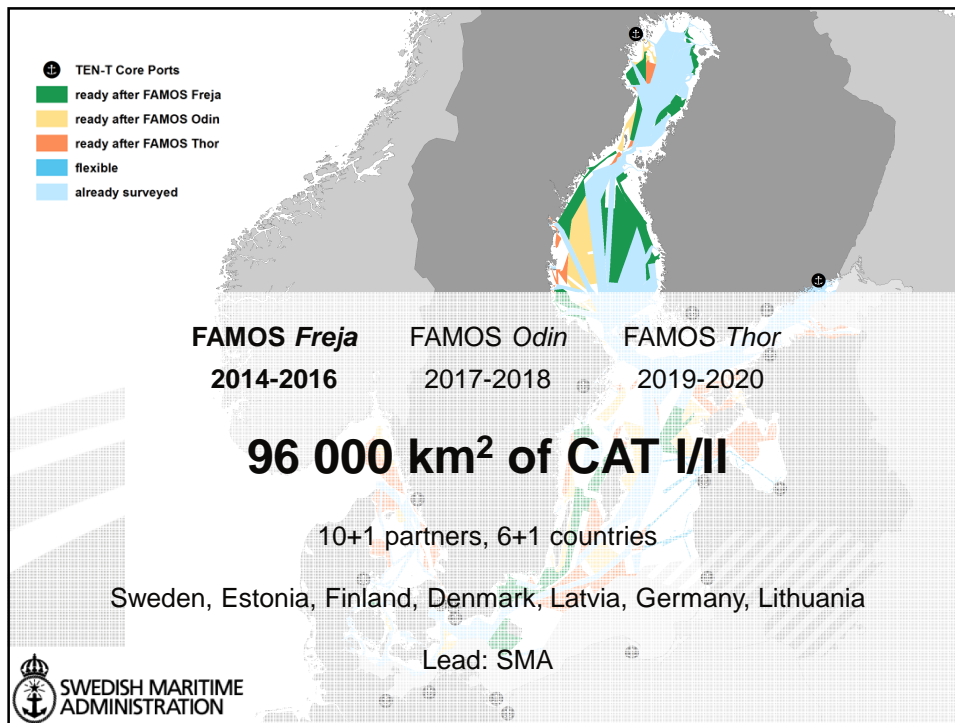 TEN-T Core Ports
ready after FAMOS Freja
ready after FAMOS Odin
ready after FAMOS Thor
flexible
already surveyed
FAMOS Freja FAMOS Odin FAMOS Thor
2014-2016 2017-2018 2019-2020
96 000 km² of CAT I/II
10+1 partners, 6+1 countries
Sweden, Estonia, Finland, Denmark, Latvia, Germany, Lithuania
Lead: SMA
SWEDISH MARITIME
ADMINISTRATION